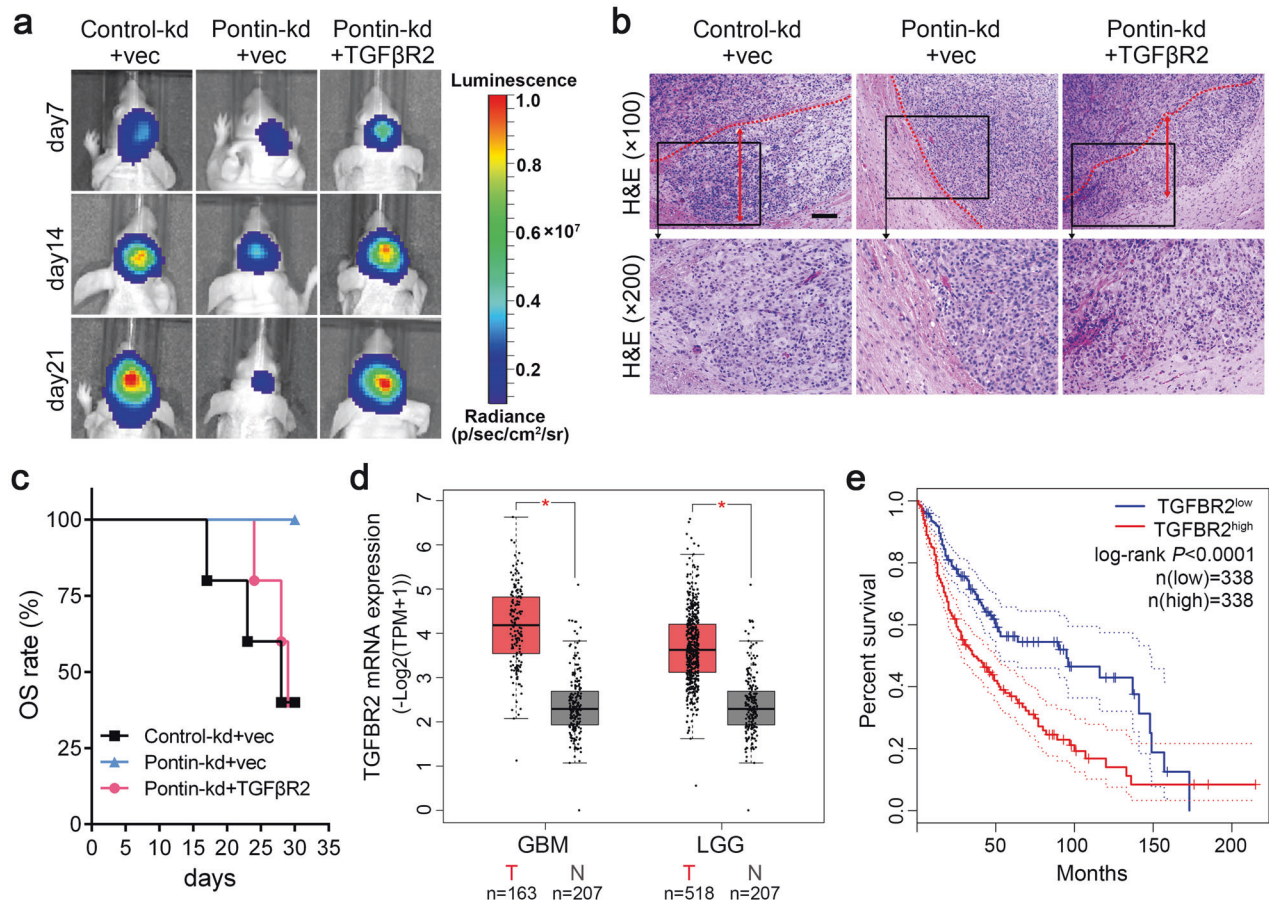 a
Control-kd
+vec
Pontin-kd
+vec
Pontin-kd
+TGFβR2
day7
day14
day21
Luminescence
1.0
0.8
0.6 ×10⁷
0.4
0.2
Radiance
(p/sec/cm²/sr)
b
Control-kd
+vec
Pontin-kd
+vec
Pontin-kd
+TGFβR2
H&E (×100)
H&E (×200)
c
OS rate (%)
100
75
50
25
0
0 5 10 15 20 25 30 35
days
Control-kd+vec
Pontin-kd+vec
Pontin-kd+TGFβR2
d
TGFBR2 mRNA expression
(-Log2(TPM+1))
7
6
5
4
3
2
1
0
* *
GBM LGG
T N T N
n=163 n=207 n=518 n=207
e
Percent survival
1.0
0.8
0.6
0.4
0.2
0.0
50 100 150 200
Months
TGFBR2ˡᵒʷ
TGFBR2ʰⁱᵍʰ
log-rank P<0.0001
n(low)=338
n(high)=338